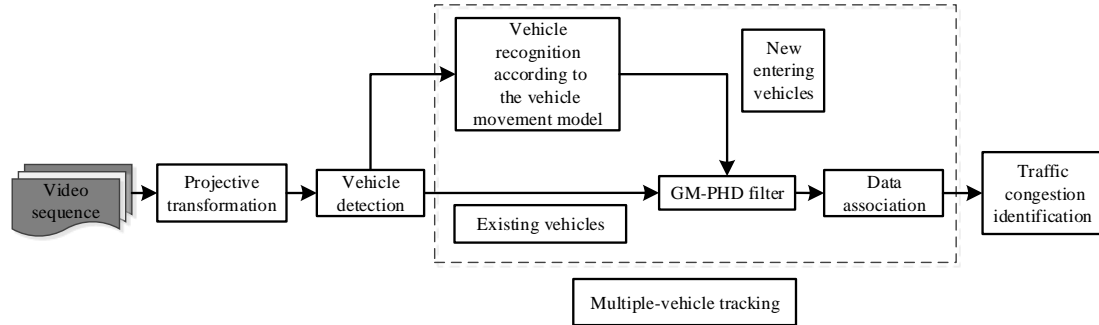 Vehicle
recognition
according to
the vehicle
movement model
New
entering
vehicles
Video
sequence
Projective
transformation
Vehicle
detection
GM-PHD filter
Data
association
Traffic
congestion
identification
Existing vehicles
Multiple-vehicle tracking